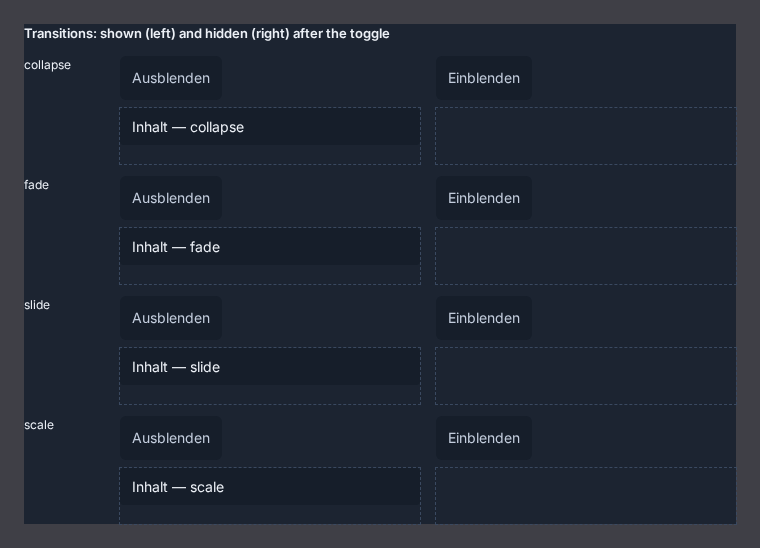 Transitions: shown (left) and hidden (right) after the toggle
collapse
Ausblenden
Einblenden
Inhalt — collapse
fade
Ausblenden
Einblenden
Inhalt — fade
slide
Ausblenden
Einblenden
Inhalt — slide
scale
Ausblenden
Einblenden
Inhalt — scale